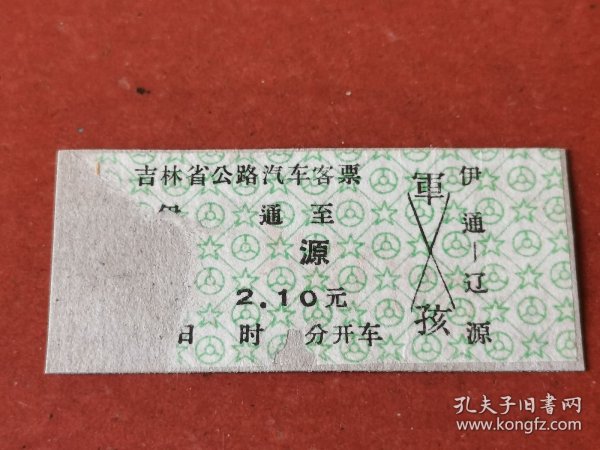 吉林省公路汽车客票
通至
源
2.10元
日 时 分开车
軍
孩
伊通—辽源
孔夫子旧书网
www.kongfz.com